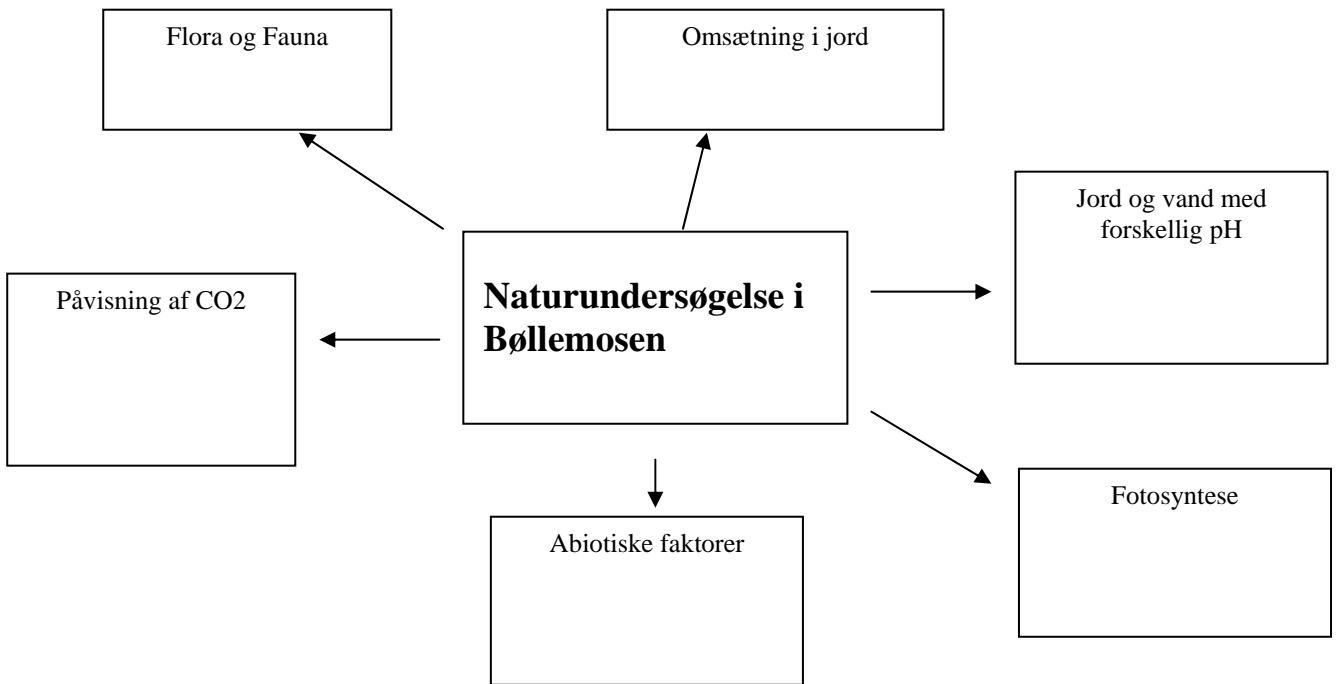 Flora og Fauna
Omsætning i jord
Jord og vand med
forskellig pH
Påvisning af CO2
Naturundersøgelse i
Bøllemosen
Fotosyntese
Abiotiske faktorer